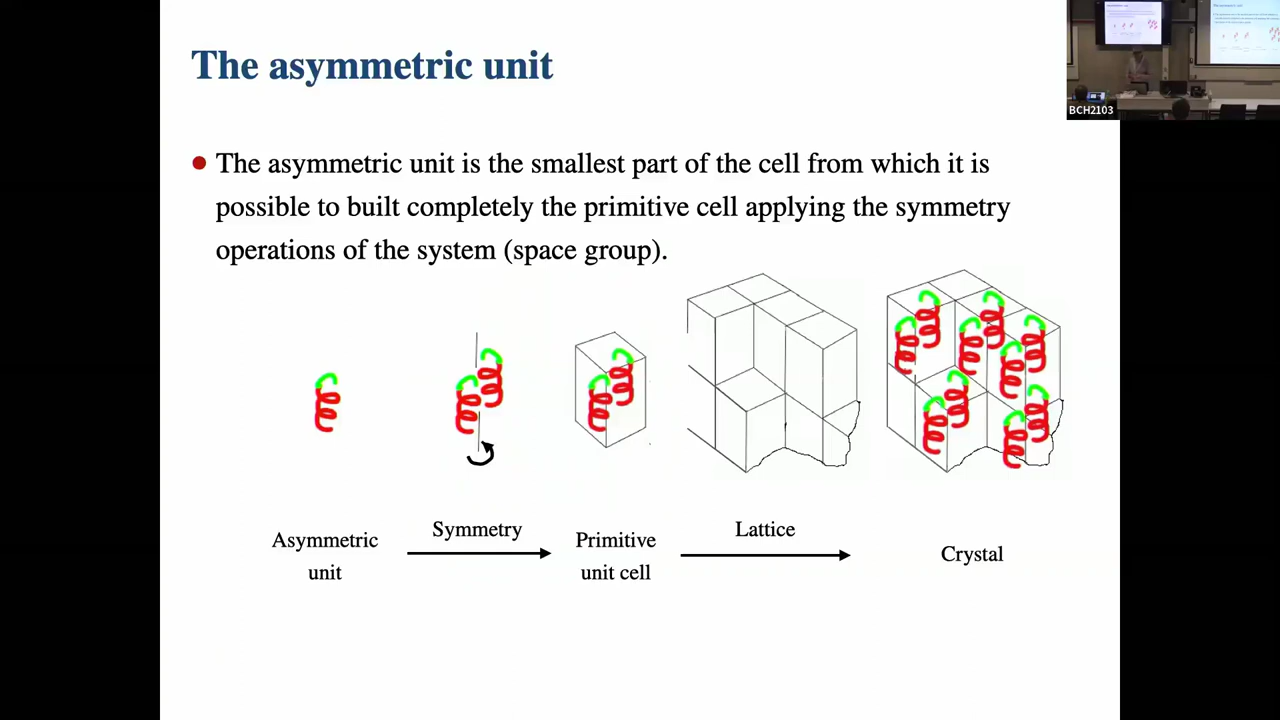 The asymmetric unit
BCH2103
The asymmetric unit is the smallest part of the cell from which it is
possible to built completely the primitive cell applying the symmetry
operations of the system (space group).
Asymmetric
unit
Symmetry
Primitive
unit cell
Lattice
Crystal